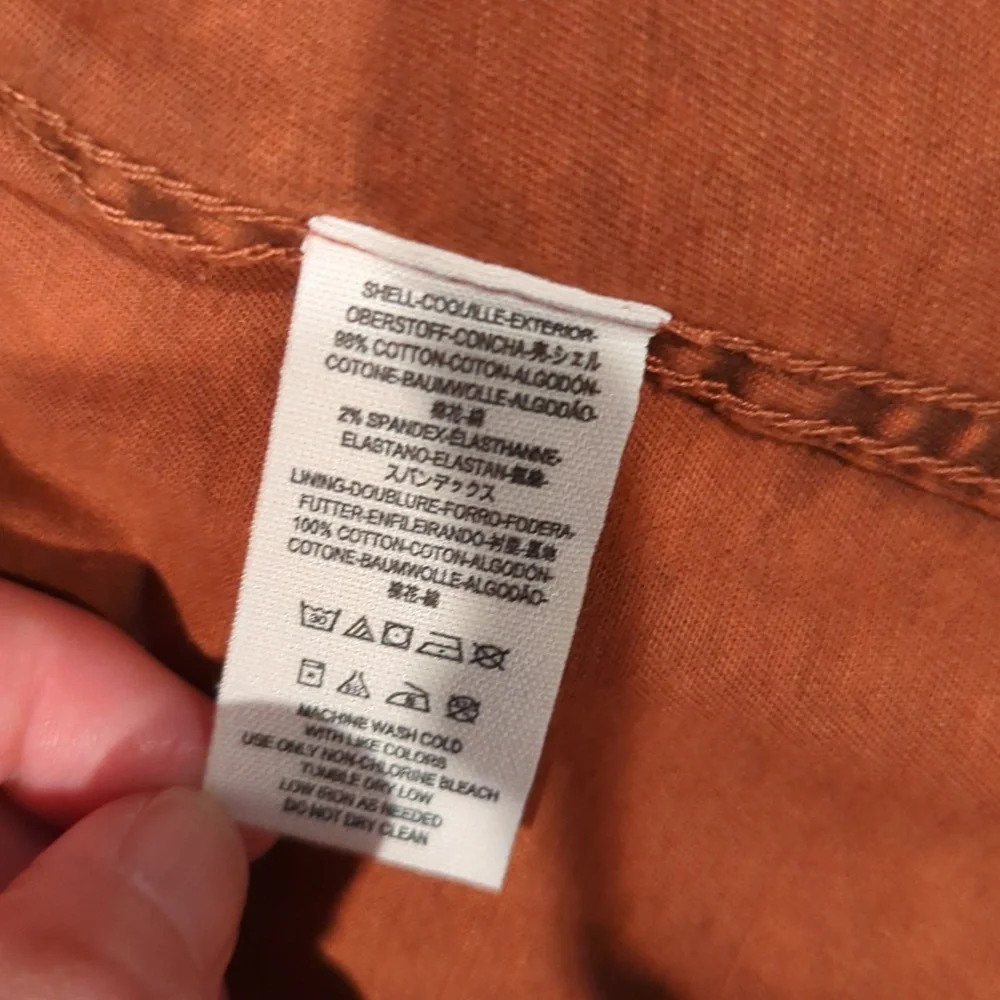 SHELL-COQUILLE-EXTERIOR-
OBERSTOFF-CONCHA-壳-シェル
98% COTTON-COTON-ALGODÓN-
COTONE-BAUMWOLLE-ALGODÃO-
棉花-綿
2% SPANDEX-ÉLASTHANNE-
ELASTANO-ELASTAN-氨綸-
スパンデックス
LINING-DOUBLURE-FORRO-FODERA-
FUTTER-ENFILEIRANDO-衬里-裏地
100% COTTON-COTON-ALGODÓN-
COTONE-BAUMWOLLE-ALGODÃO-
棉花-綿
30
MACHINE WASH COLD
WITH LIKE COLORS
USE ONLY NON-CHLORINE BLEACH
TUMBLE DRY LOW
LOW IRON AS NEEDED
DO NOT DRY CLEAN